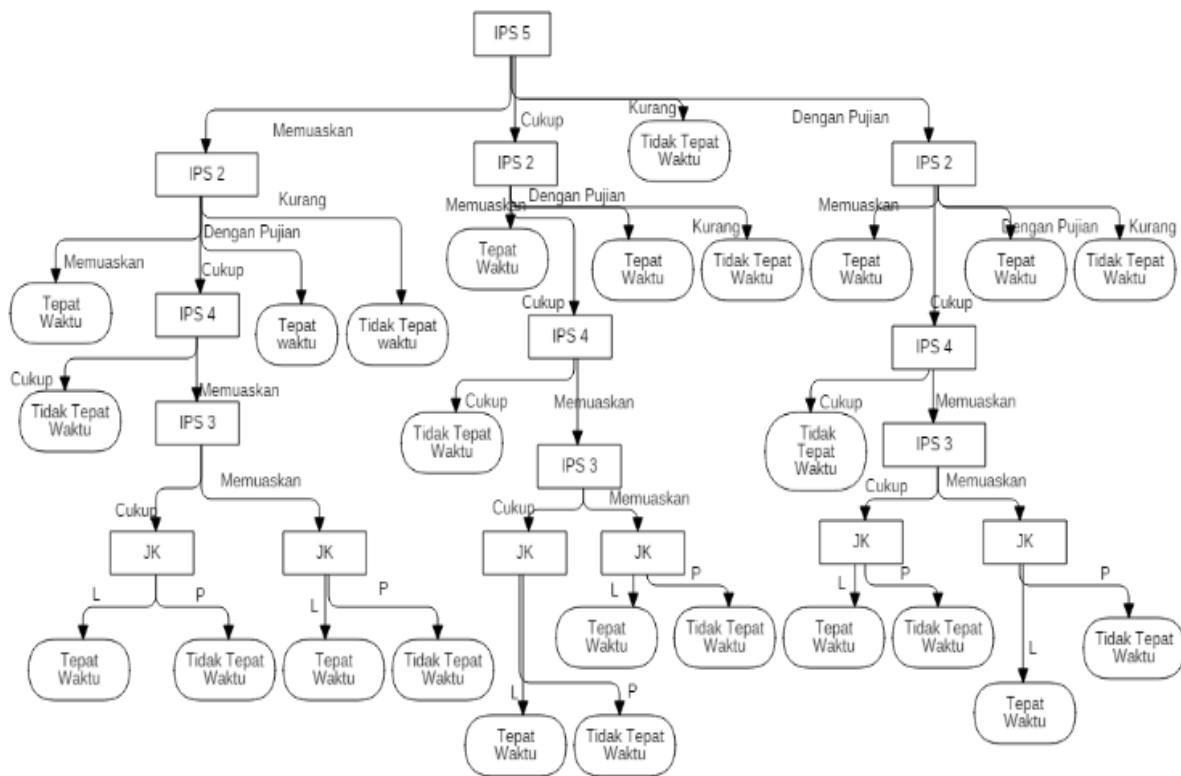 IPS 5
Memuaskan
Cukup
Kurang
Dengan Pujian
Tidak Tepat
Waktu
IPS 2
IPS 2
IPS 2
Memuaskan
Cukup
Dengan Pujian
Kurang
Memuaskan
Dengan Pujian
Kurang
Cukup
Memuaskan
Dengan Pujian
Kurang
Cukup
Tepat
Waktu
IPS 4
Tepat
waktu
Tidak Tepat
waktu
Tepat
Waktu
Tepat
Waktu
Tidak Tepat
Waktu
Tepat
Waktu
Tepat
Waktu
Tidak Tepat
Waktu
IPS 4
IPS 4
Cukup
Memuaskan
Tidak Tepat
Waktu
IPS 3
Cukup
Memuaskan
Tidak Tepat
Waktu
IPS 3
Cukup
Memuaskan
Tidak
Tepat
Waktu
IPS 3
Cukup
Memuaskan
JK
JK
Cukup
Memuaskan
JK
JK
Cukup
Memuaskan
JK
JK
L
P
L
P
Tepat
Waktu
Tidak Tepat
Waktu
Tepat
Waktu
Tidak Tepat
Waktu
L
P
Tepat
Waktu
Tidak Tepat
Waktu
L
P
Tepat
Waktu
Tidak Tepat
Waktu
L
P
Tepat
Waktu
Tidak Tepat
Waktu
L
P
Tepat
Waktu
Tidak Tepat
Waktu